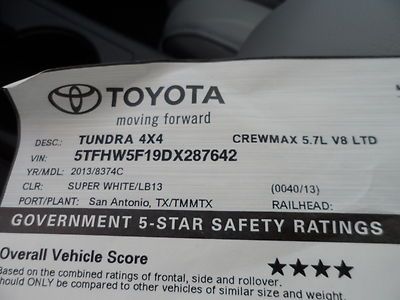 TOYOTA
moving forward
DESC: TUNDRA 4X4 CREWMAX 5.7L V8 LTD
VIN: 5TFHW5F19DX287642
YR/MDL: 2013/8374C
CLR: SUPER WHITE/LB13 (0040/13)
PORT/PLANT: San Antonio, TX/TMMTX RAILHEAD:
GOVERNMENT 5-STAR SAFETY RATINGS
Overall Vehicle Score ★★★★
Based on the combined ratings of frontal, side and rollover.
Should ONLY be compared to other vehicles of similar